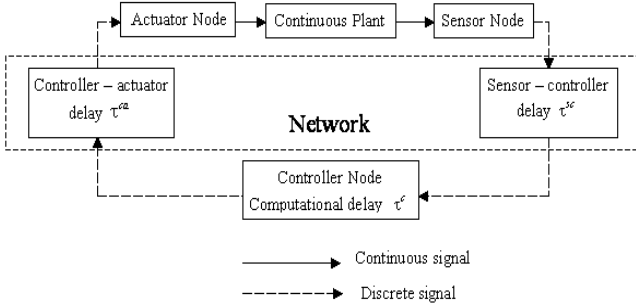 Actuator Node
Continuous Plant
Sensor Node
Controller – actuator
delay τ^ca
Sensor – controller
delay τ^sc
Network
Controller Node
Computational delay τ^c
Continuous signal
Discrete signal